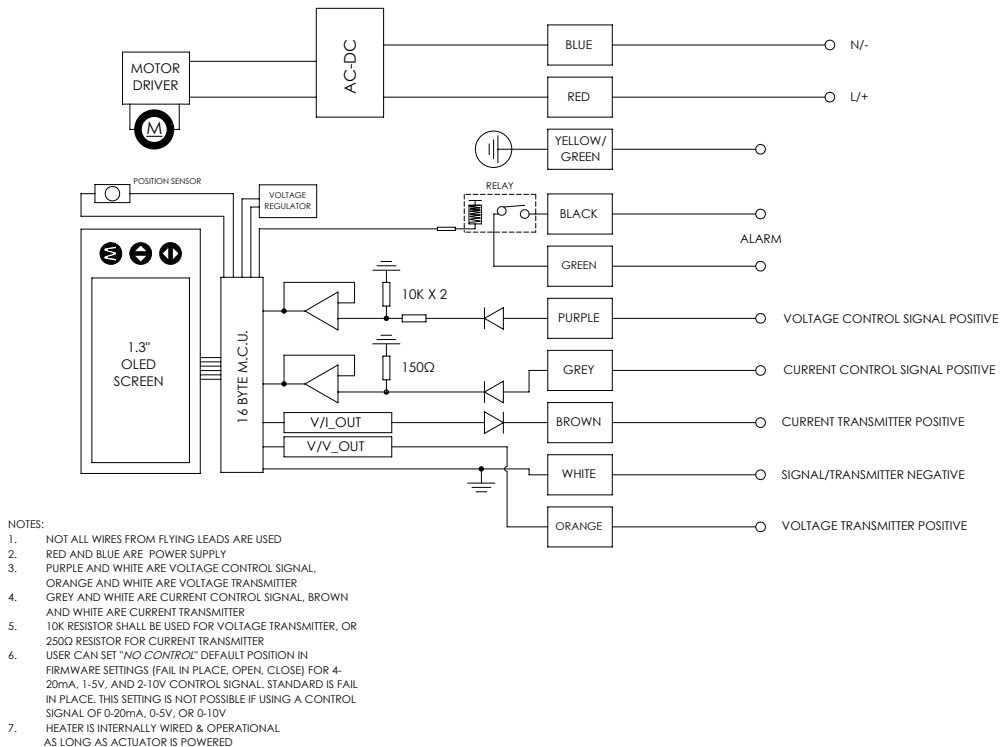 BLUE
N/-
MOTOR
DRIVER
AC-DC
RED
L/+
M
YELLOW/
GREEN
POSITION SENSOR
VOLTAGE
REGULATOR
RELAY
BLACK
ALARM
GREEN
M
10K X 2
PURPLE
VOLTAGE CONTROL SIGNAL POSITIVE
1.3"
OLED
SCREEN
16 BYTE M.C.U.
150Ω
GREY
CURRENT CONTROL SIGNAL POSITIVE
V/I_OUT
BROWN
CURRENT TRANSMITTER POSITIVE
V/V_OUT
WHITE
SIGNAL/TRANSMITTER NEGATIVE
ORANGE
VOLTAGE TRANSMITTER POSITIVE
NOTES:
1. NOT ALL WIRES FROM FLYING LEADS ARE USED
2. RED AND BLUE ARE POWER SUPPLY
3. PURPLE AND WHITE ARE VOLTAGE CONTROL SIGNAL,
ORANGE AND WHITE ARE VOLTAGE TRANSMITTER
4. GREY AND WHITE ARE CURRENT CONTROL SIGNAL, BROWN
AND WHITE ARE CURRENT TRANSMITTER
5. 10K RESISTOR SHALL BE USED FOR VOLTAGE TRANSMITTER, OR
250Ω RESISTOR FOR CURRENT TRANSMITTER
6. USER CAN SET "NO CONTROL" DEFAULT POSITION IN
FIRMWARE SETTINGS (FAIL IN PLACE, OPEN, CLOSE) FOR 4-
20mA, 1-5V, AND 2-10V CONTROL SIGNAL. STANDARD IS FAIL
IN PLACE. THIS SETTING IS NOT POSSIBLE IF USING A CONTROL
SIGNAL OF 0-20mA, 0-5V, OR 0-10V
7. HEATER IS INTERNALLY WIRED & OPERATIONAL
AS LONG AS ACTUATOR IS POWERED